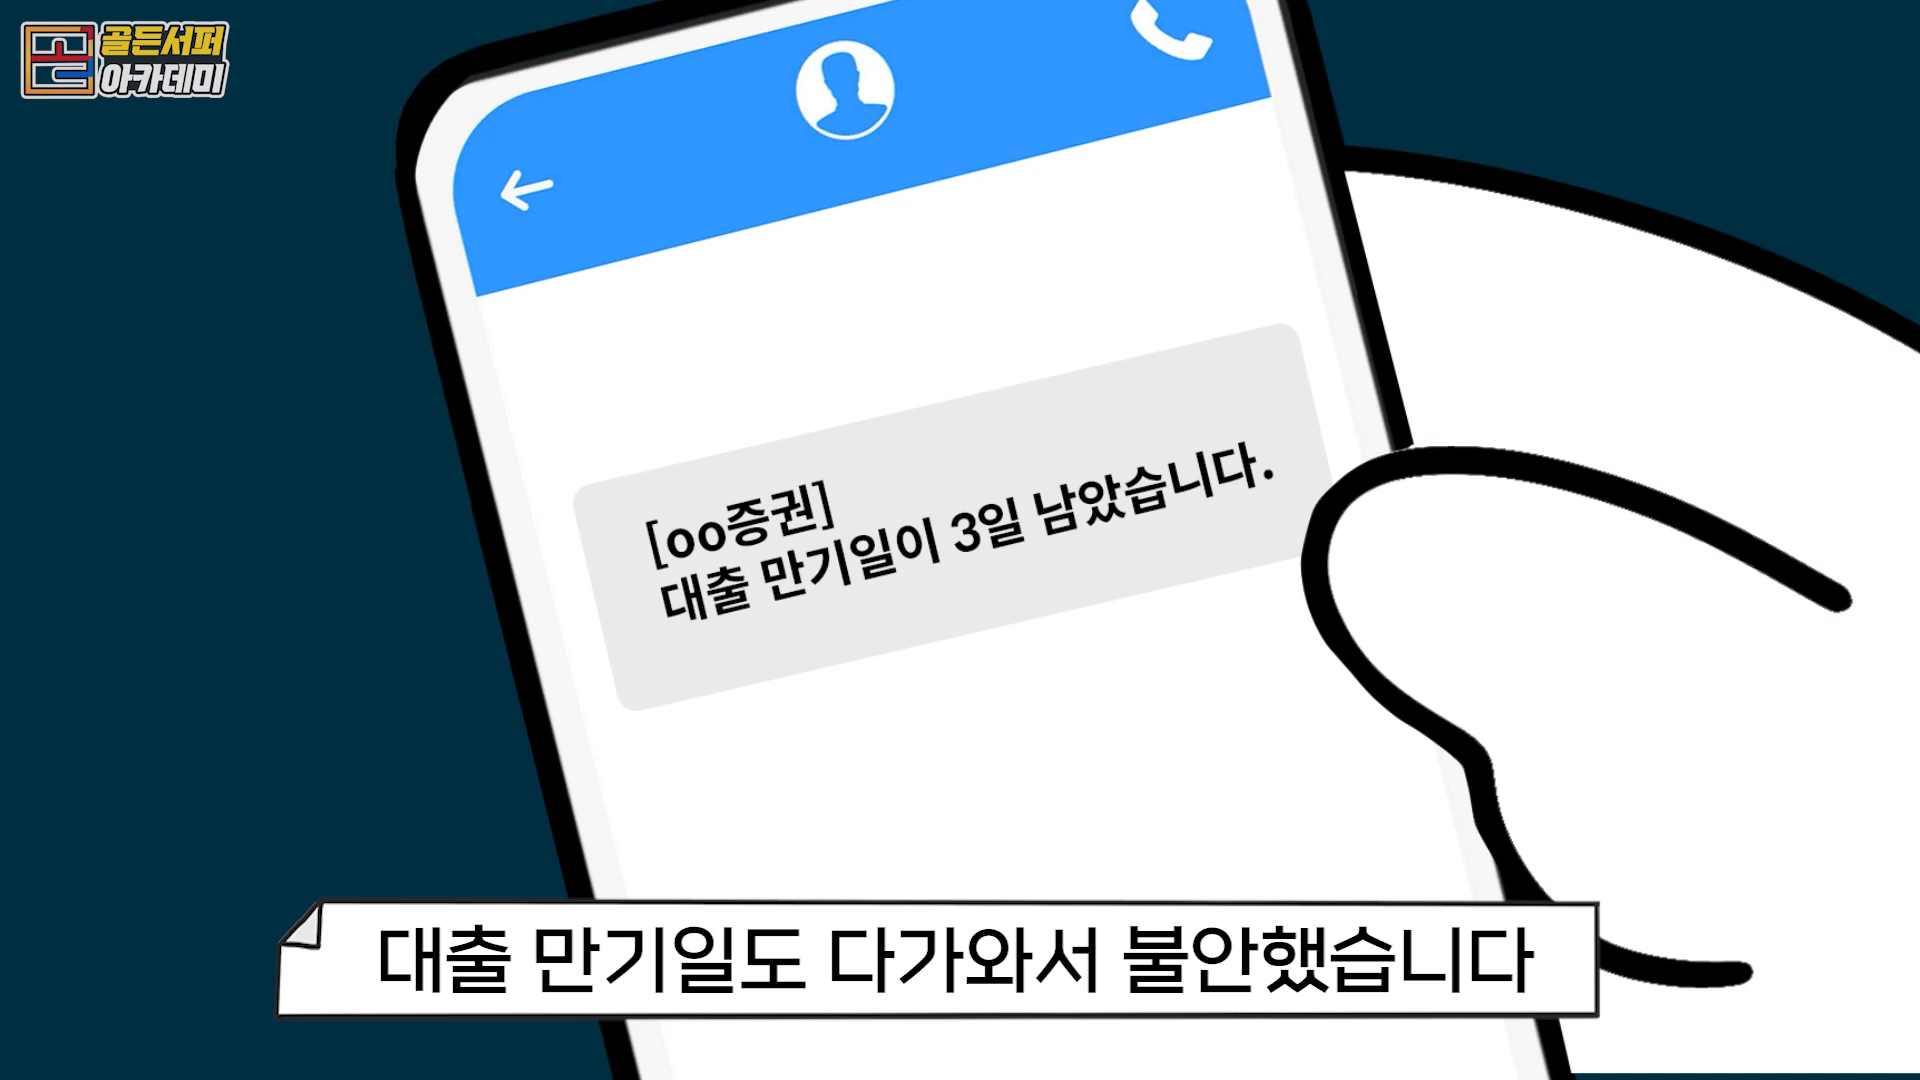 골든서퍼
아카데미
[oo증권]
대출 만기일이 3일 남았습니다.
대출 만기일도 다가와서 불안했습니다